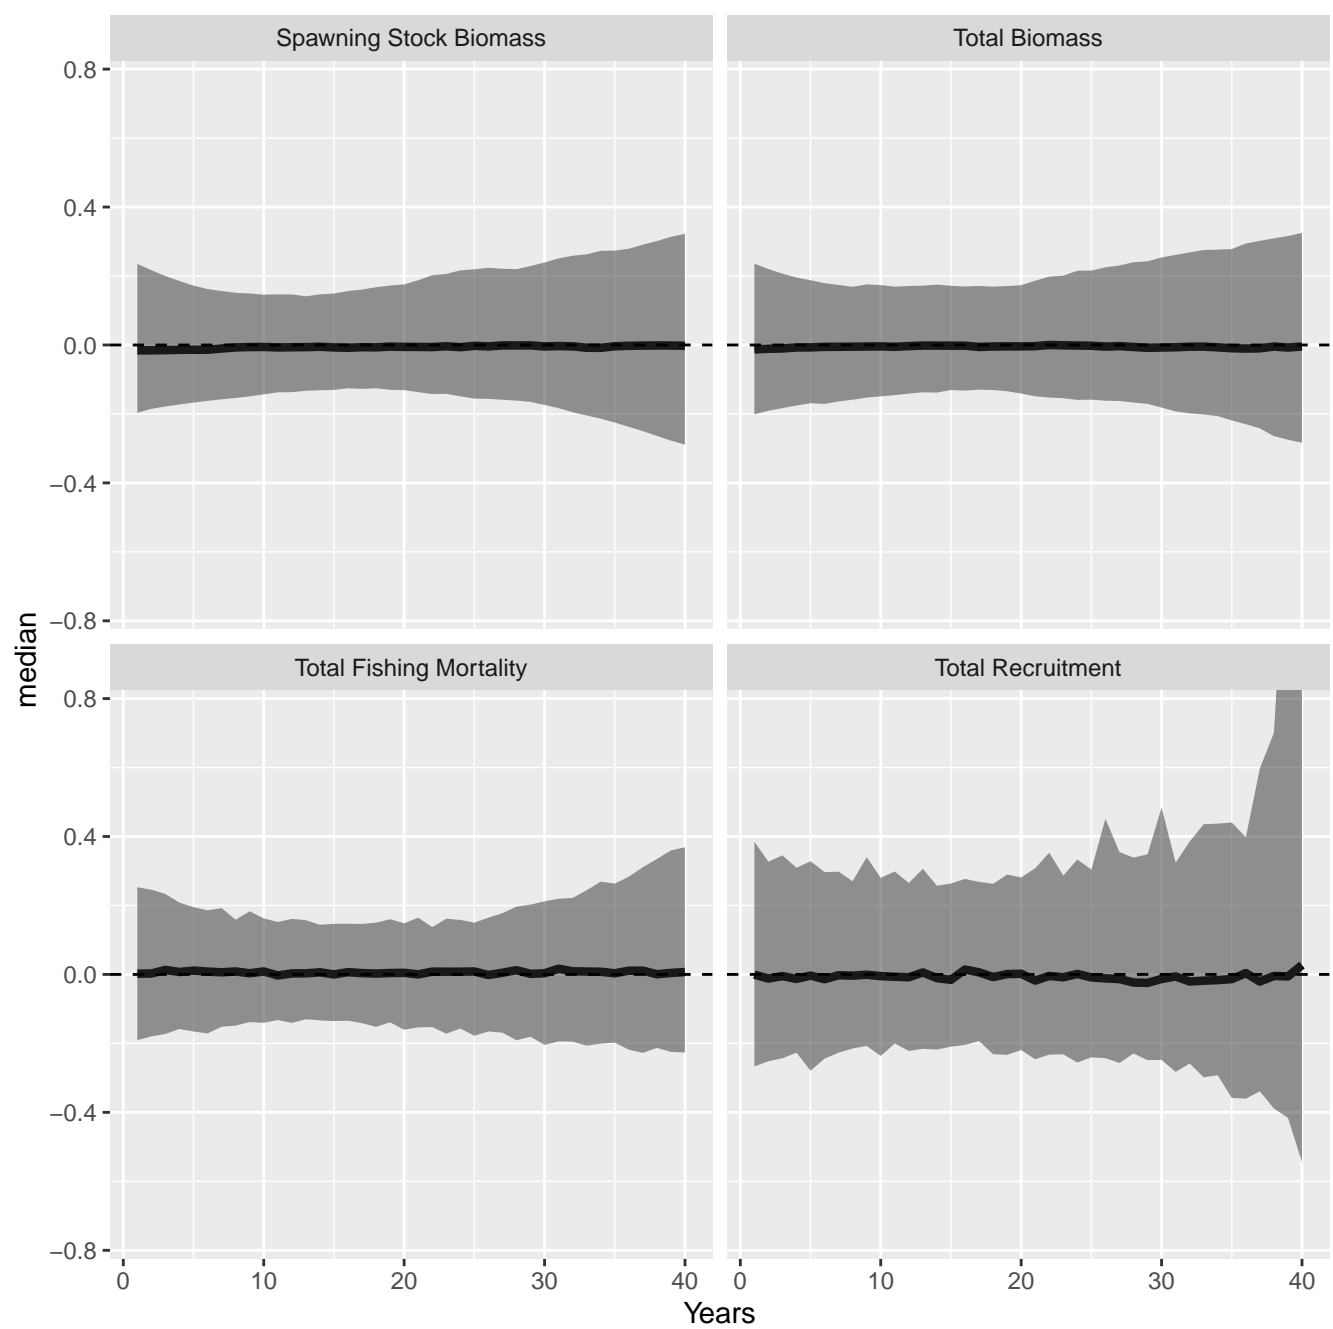 Spawning Stock Biomass
Total Biomass
0.8
0.4
0.0
−0.4
−0.8
median
Total Fishing Mortality
Total Recruitment
0.8
0.4
0.0
−0.4
−0.8
0 10 20 30 40
0 10 20 30 40
Years